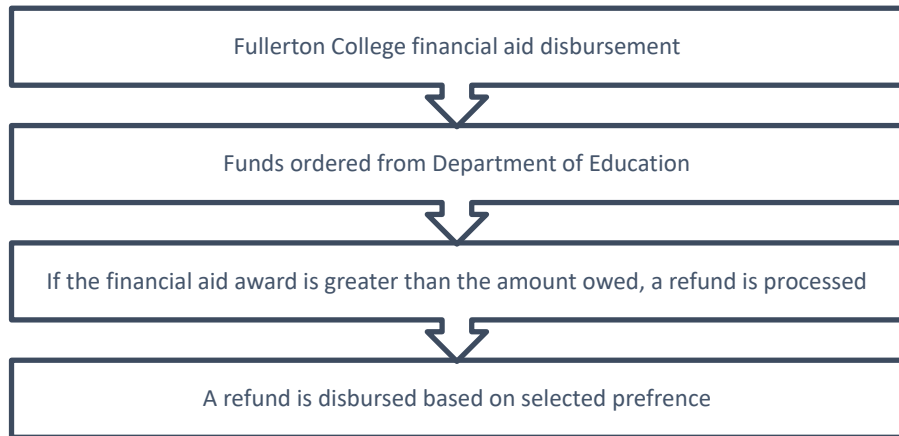 Fullerton College financial aid disbursement
Funds ordered from Department of Education
If the financial aid award is greater than the amount owed, a refund is processed
A refund is disbursed based on selected prefrence